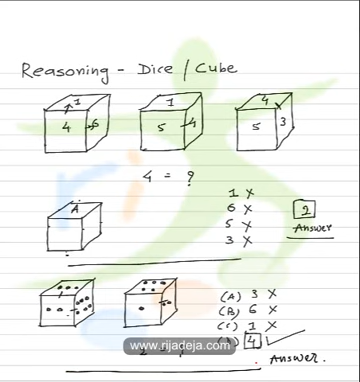 Reasoning - Dice / Cube
1 1 4
4 6 5 4 5 3
4 = ?
1 X
A 6 X 2
5 X Answer
3 X
(A) 3 X
(B) 6 X
(C) 1 X
4
www.rijadeja.com
Answer.